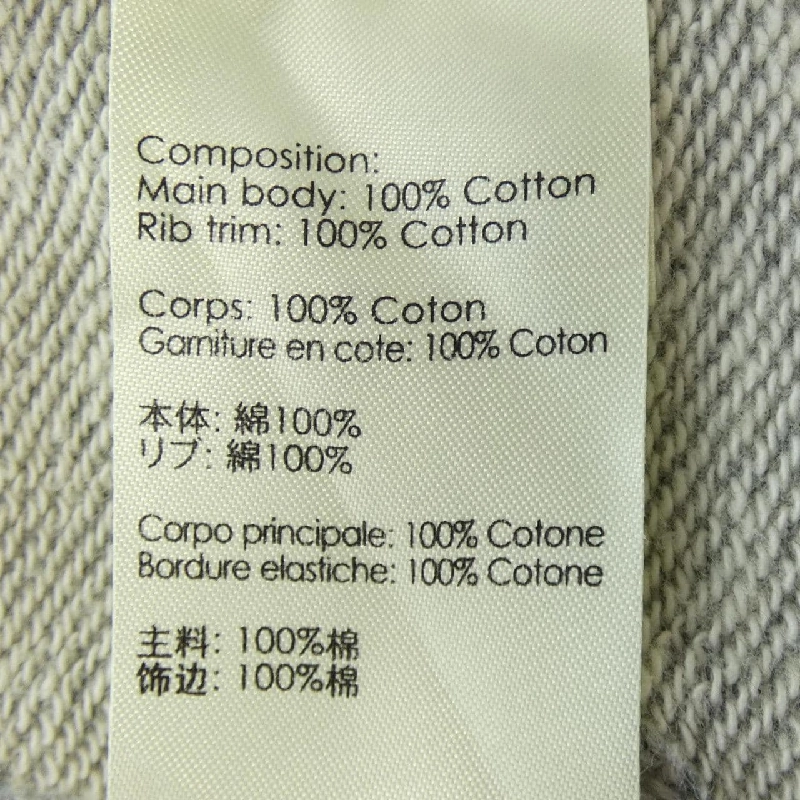 Composition:
Main body: 100% Cotton
Rib trim: 100% Cotton
Corps: 100% Coton
Garniture en cote: 100% Coton
本体: 綿100%
リブ: 綿100%
Corpo principale: 100% Cotone
Bordure elastiche: 100% Cotone
主料: 100%棉
饰边: 100%棉